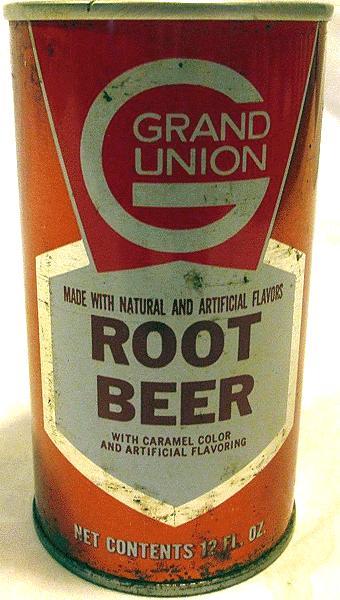 GRAND
UNION
MADE WITH NATURAL AND ARTIFICIAL FLAVORS
ROOT
BEER
WITH CARAMEL COLOR
AND ARTIFICIAL FLAVORING
NET CONTENTS 12 FL. OZ.